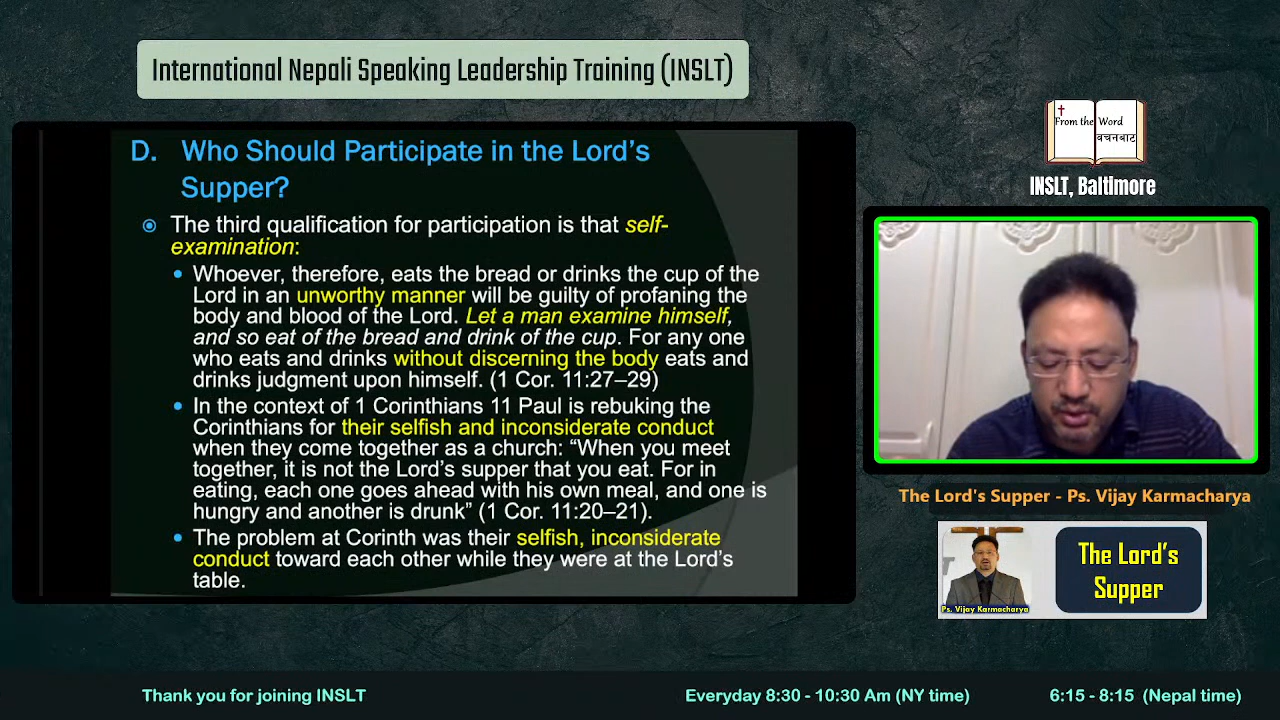 International Nepali Speaking Leadership Training (INSLT)
D. Who Should Participate in the Lord’s
Supper?
The third qualification for participation is that self-
examination:
Whoever, therefore, eats the bread or drinks the cup of the
Lord in an unworthy manner will be guilty of profaning the
body and blood of the Lord. Let a man examine himself,
and so eat of the bread and drink of the cup. For any one
who eats and drinks without discerning the body eats and
drinks judgment upon himself. (1 Cor. 11:27–29)
In the context of 1 Corinthians 11 Paul is rebuking the
Corinthians for their selfish and inconsiderate conduct
when they come together as a church: “When you meet
together, it is not the Lord’s supper that you eat. For in
eating, each one goes ahead with his own meal, and one is
hungry and another is drunk” (1 Cor. 11:20–21).
The problem at Corinth was their selfish, inconsiderate
conduct toward each other while they were at the Lord’s
table.
From the Word
वचनबाट
INSLT, Baltimore
The Lord's Supper - Ps. Vijay Karmacharya
The Lord’s
Supper
Ps. Vijay Karmacharya
Thank you for joining INSLT
Everyday 8:30 - 10:30 Am (NY time)
6:15 - 8:15 (Nepal time)